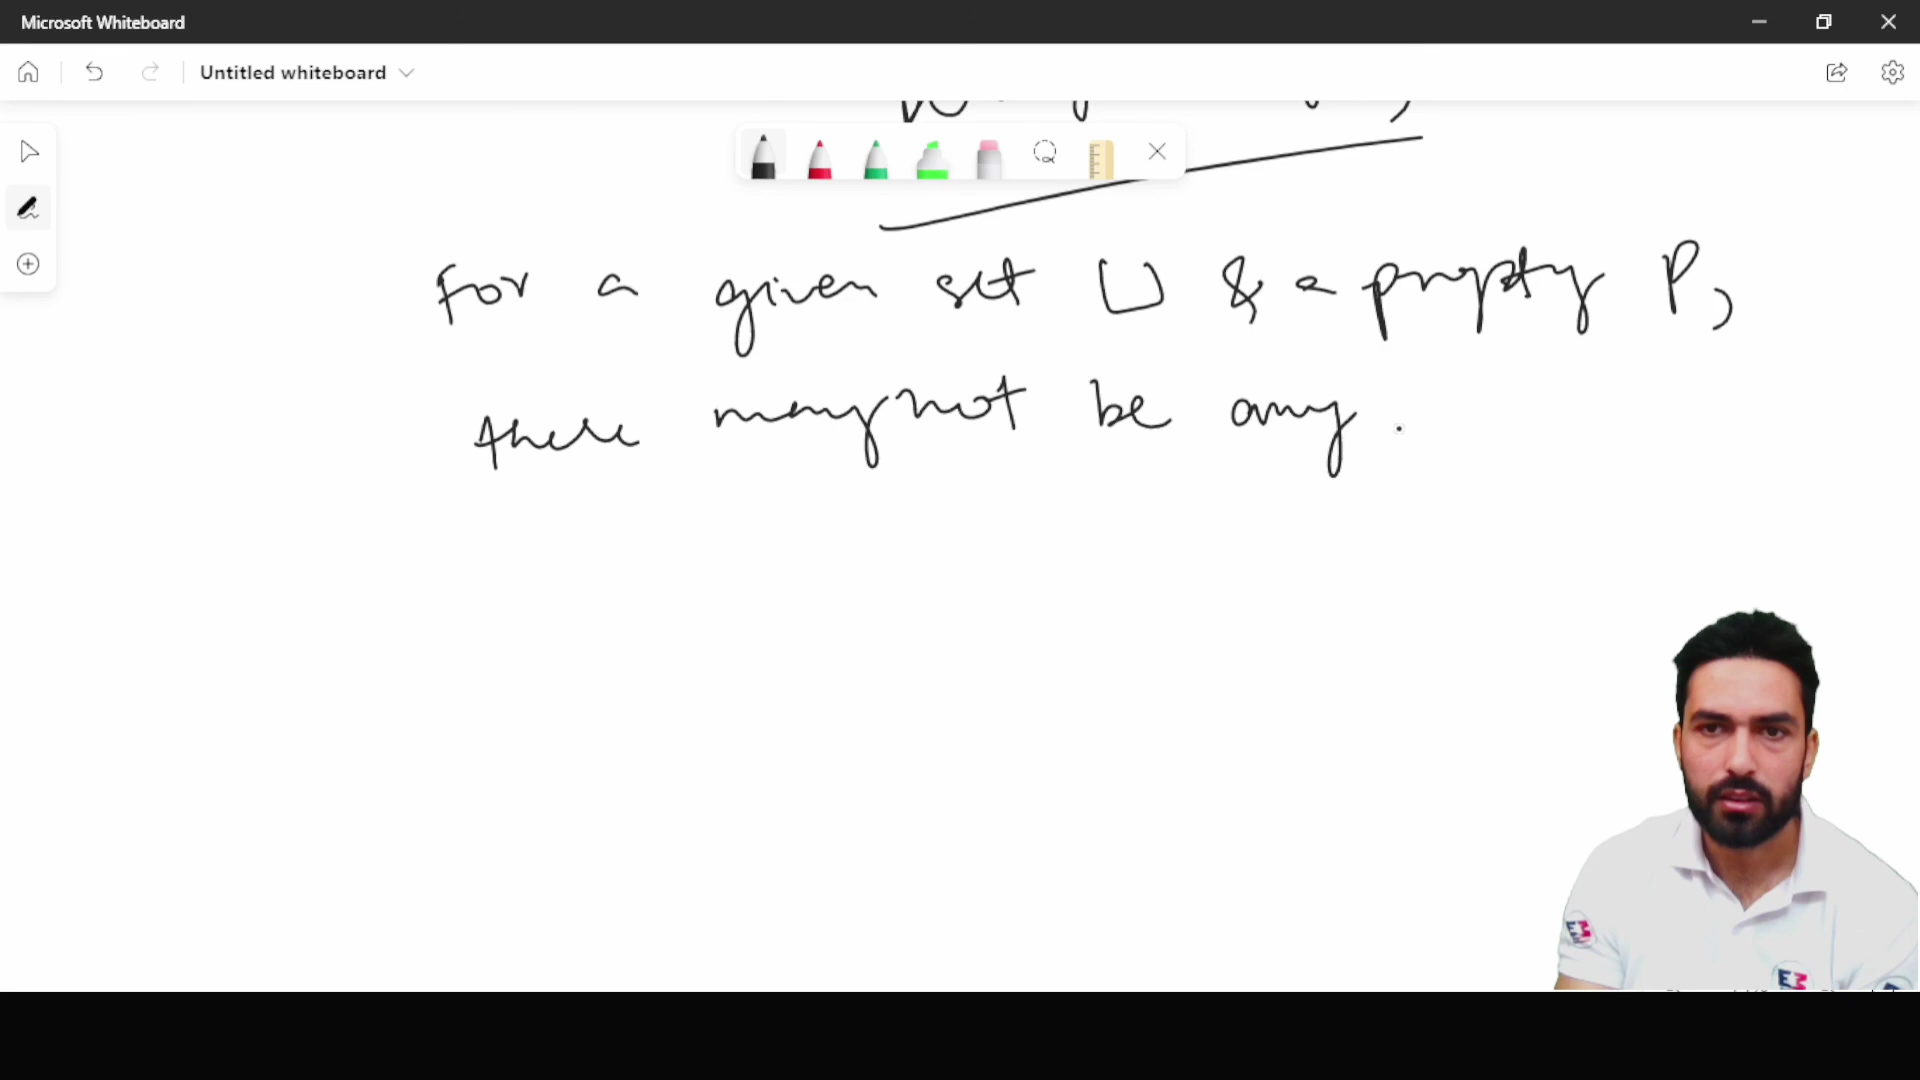 Microsoft Whiteboard
Untitled whiteboard
For a given set U & a property P,
there may not be any